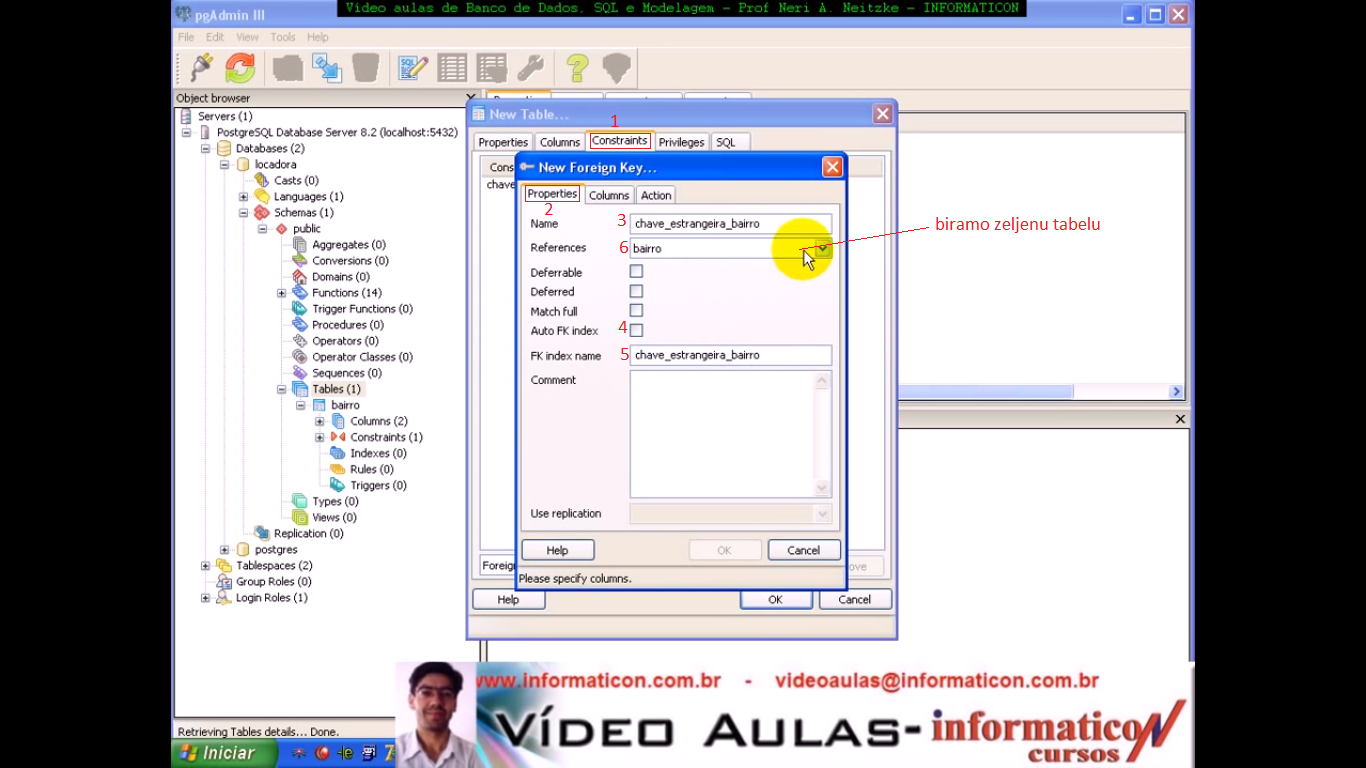 Vídeo aulas de Banco de Dados, SQL e Modelagem - Prof Neri A. Neitzke - INFORMATICON
pgAdmin III
File Edit View Tools Help
Object browser
Servers (1)
PostgreSQL Database Server 8.2 (localhost:5432)
Databases (2)
locadora
Casts (0)
Languages (1)
Schemas (1)
public
Aggregates (0)
Conversions (0)
Domains (0)
Functions (14)
Trigger Functions (0)
Procedures (0)
Operators (0)
Operator Classes (0)
Sequences (0)
Tables (1)
bairro
Columns (2)
Constraints (1)
Indexes (0)
Rules (0)
Triggers (0)
Types (0)
Views (0)
Replication (0)
postgres
Tablespaces (2)
Group Roles (0)
Login Roles (1)
New Table...
1
Properties Columns Constraints Privileges SQL
Cons
chave
New Foreign Key...
Properties Columns Action
2
Name 3 chave_estrangeira_bairro
References 6 bairro
biramo zeljenu tabelu
Deferrable
Deferred
Match full
Auto FK index 4
FK index name 5 chave_estrangeira_bairro
Comment
Use replication
Help OK Cancel
Please specify columns.
Foreig
ove
Help OK Cancel
Retrieving Tables details... Done.
Iniciar
www.informaticon.com.br - videoaulas@informaticon.com.br
VÍDEO AULAS- informaticoN
cursos